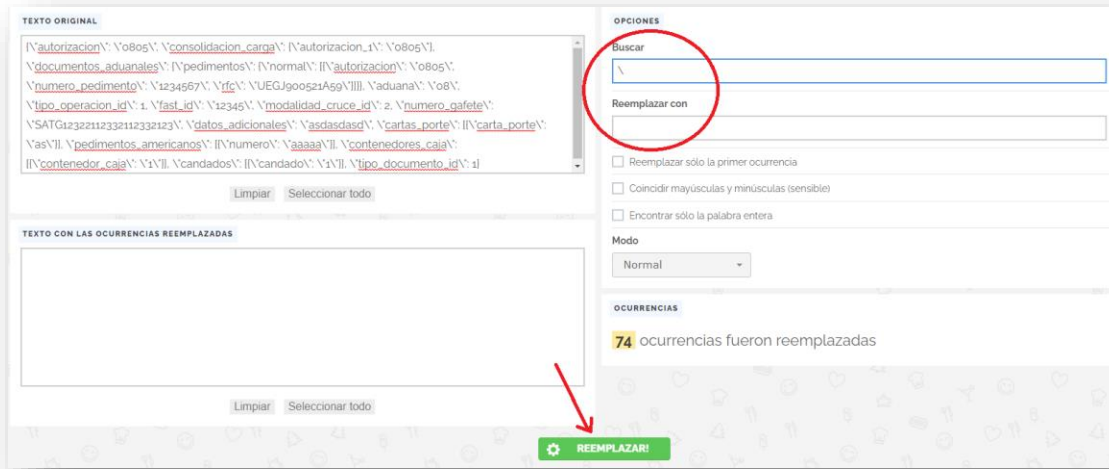 TEXTO ORIGINAL
{\"autorizacion\": \"0805\", \"consolidacion_carga\": {\"autorizacion_1\": \"0805\"},
\"documentos_aduanales\": {\"pedimentos\": {\"normal\": [{\"autorizacion\": \"0805\",
\"numero_pedimento\": \"1234567\", \"rfc\": \"UEGJ900521A59\"}]}}, \"aduana\": \"08\",
\"tipo_operacion_id\": 1, \"fast_id\": \"12345\", \"modalidad_cruce_id\": 2, \"numero_gafete\":
\"SATG12322112332112332123\", \"datos_adicionales\": \"asdasdasd\", \"cartas_porte\": [{\"carta_porte\":
\"as\"}], \"pedimentos_americanos\": [{\"numero\": \"aaaaa\"}], \"contenedores_caja\":
[{\"contenedor_caja\": \"1\"}], \"candados\": [{\"candado\": \"1\"}], \"tipo_documento_id\": 1}
Limpiar Seleccionar todo
TEXTO CON LAS OCURRENCIAS REEMPLAZADAS
Limpiar Seleccionar todo
OPCIONES
Buscar
\
Reemplazar con
Reemplazar sólo la primer ocurrencia
Coincidir mayúsculas y minúsculas (sensible)
Encontrar sólo la palabra entera
Modo
Normal
OCURRENCIAS
74 ocurrencias fueron reemplazadas
REEMPLAZAR!